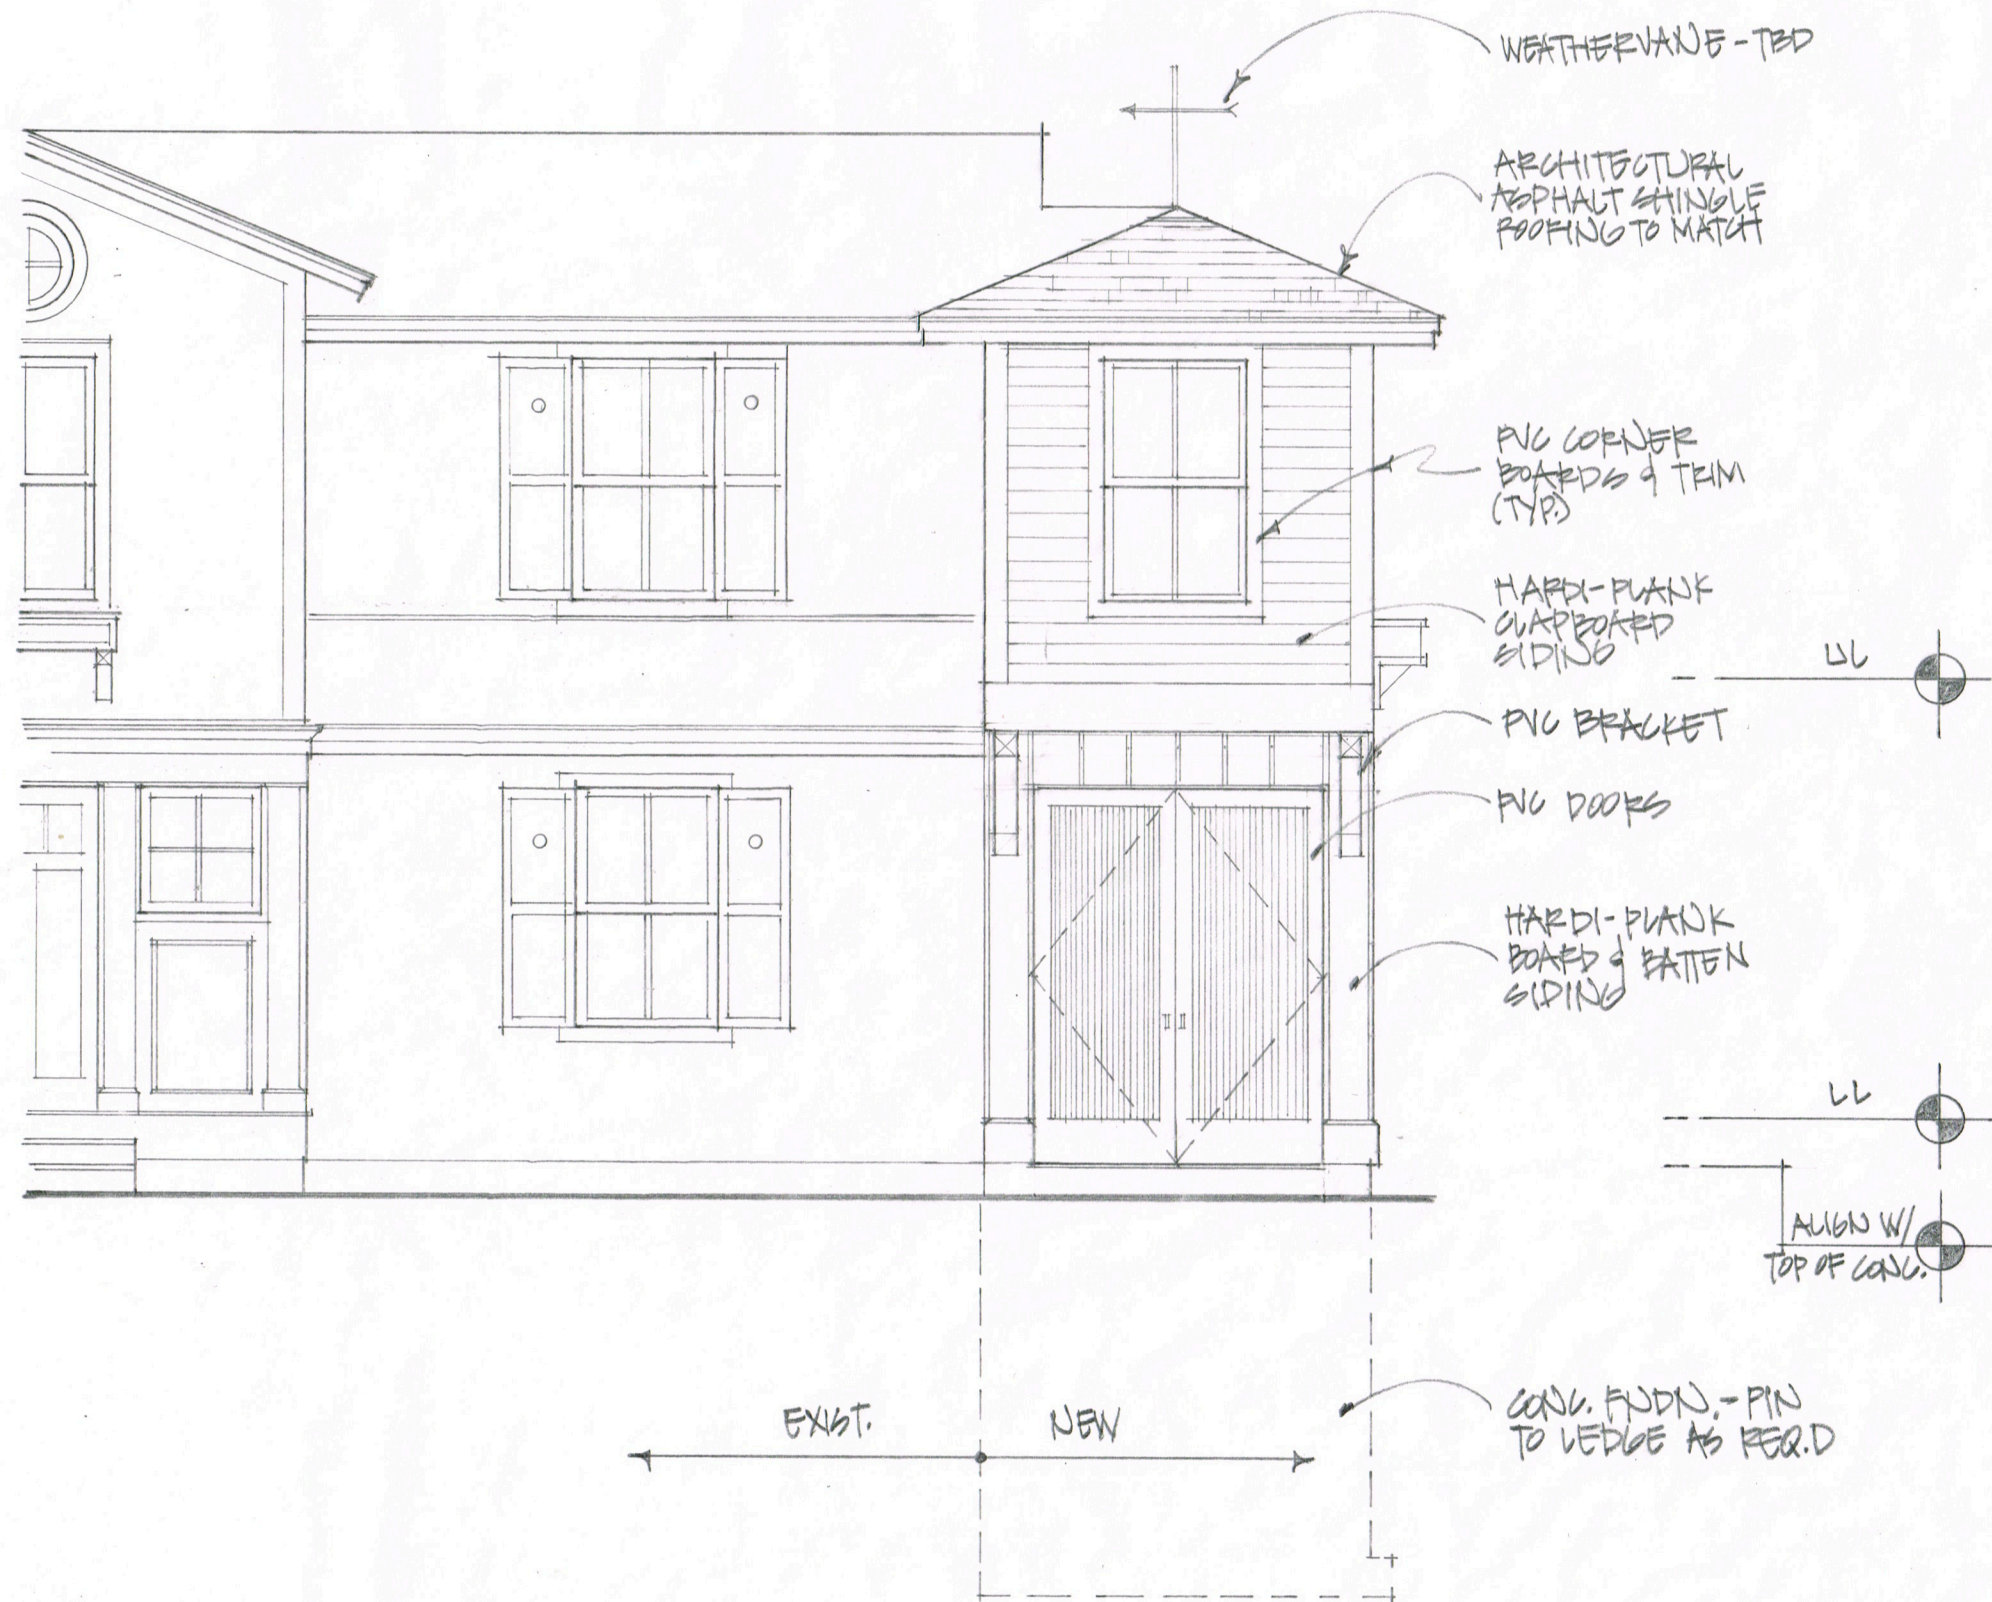 WEATHERVANE - TBD
ARCHITECTURAL
ASPHALT SHINGLE
ROOFING TO MATCH
PVC CORNER
BOARDS & TRIM
(TYP.)
HARDI-PLANK
CLAPBOARD
SIDING
UL
PVC BRACKET
PVC DOORS
HARDI-PLANK
BOARD & BATTEN
SIDING
LL
ALIGN W/
TOP OF CONC.
EXIST.
NEW
CONC. FNDN. - PIN
TO LEDGE AS REQ.D